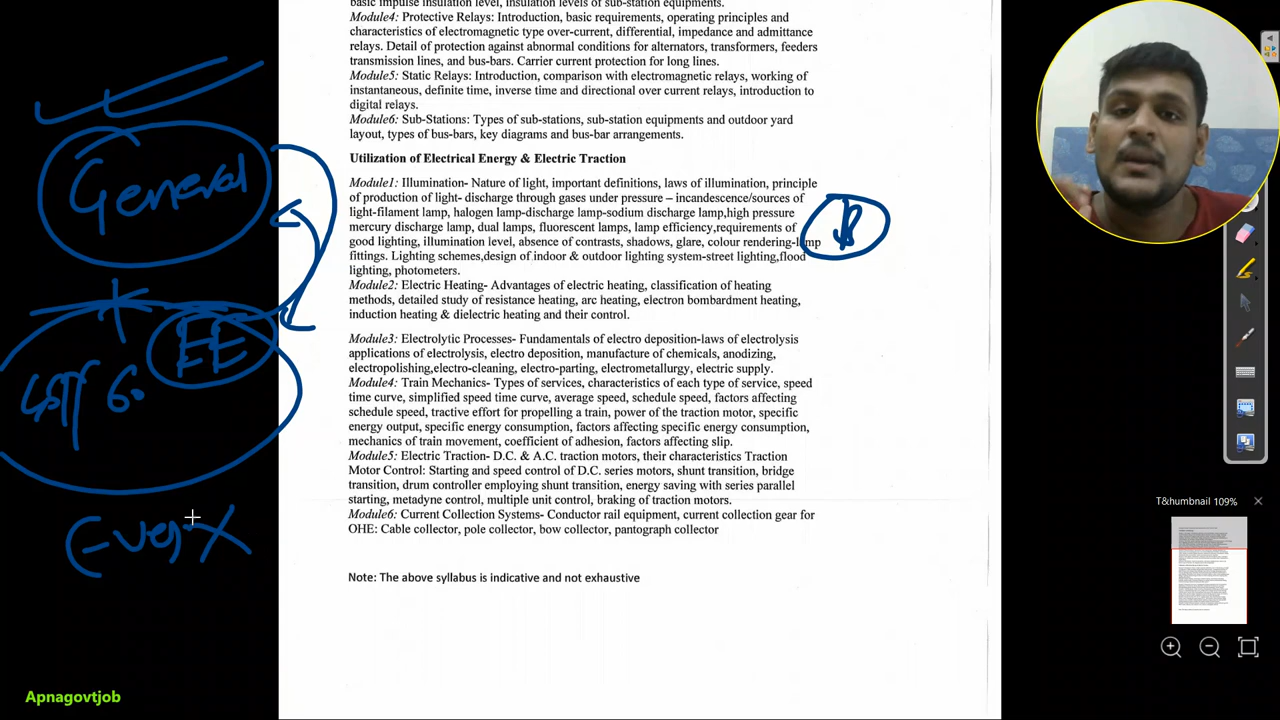 basic impulse insulation level, insulation levels of sub-station equipments.
Module4: Protective Relays: Introduction, basic requirements, operating principles and
characteristics of electromagnetic type over-current, differential, impedance and admittance
relays. Detail of protection against abnormal conditions for alternators, transformers, feeders
transmission lines, and bus-bars. Carrier current protection for long lines.
Module5: Static Relays: Introduction, comparison with electromagnetic relays, working of
instantaneous, definite time, inverse time and directional over current relays, introduction to
digital relays.
Module6: Sub-Stations: Types of sub-stations, sub-station equipments and outdoor yard
layout, types of bus-bars, key diagrams and bus-bar arrangements.
Utilization of Electrical Energy & Electric Traction
Module1: Illumination- Nature of light, important definitions, laws of illumination, principle
of production of light- discharge through gases under pressure – incandescence/sources of
light-filament lamp, halogen lamp-discharge lamp-sodium discharge lamp,high pressure
mercury discharge lamp, dual lamps, fluorescent lamps, lamp efficiency,requirements of
good lighting, illumination level, absence of contrasts, shadows, glare, colour rendering-lamp
fittings. Lighting schemes,design of indoor & outdoor lighting system-street lighting,flood
lighting, photometers.
Module2: Electric Heating- Advantages of electric heating, classification of heating
methods, detailed study of resistance heating, arc heating, electron bombardment heating,
induction heating & dielectric heating and their control.
Module3: Electrolytic Processes- Fundamentals of electro deposition-laws of electrolysis
applications of electrolysis, electro deposition, manufacture of chemicals, anodizing,
electropolishing,electro-cleaning, electro-parting, electrometallurgy, electric supply.
Module4: Train Mechanics- Types of services, characteristics of each type of service, speed
time curve, simplified speed time curve, average speed, schedule speed, factors affecting
schedule speed, tractive effort for propelling a train, power of the traction motor, specific
energy output, specific energy consumption, factors affecting specific energy consumption,
mechanics of train movement, coefficient of adhesion, factors affecting slip.
Module5: Electric Traction- D.C. & A.C. traction motors, their characteristics Traction
Motor Control: Starting and speed control of D.C. series motors, shunt transition, bridge
transition, drum controller employing shunt transition, energy saving with series parallel
starting, metadyne control, multiple unit control, braking of traction motors.
Module6: Current Collection Systems- Conductor rail equipment, current collection gear for
OHE: Cable collector, pole collector, bow collector, pantograph collector
Note: The above syllabus is indicative and not exhaustive
General
EE
60
(-ve)-X
T&humbnail 109%
Apnagovtjob